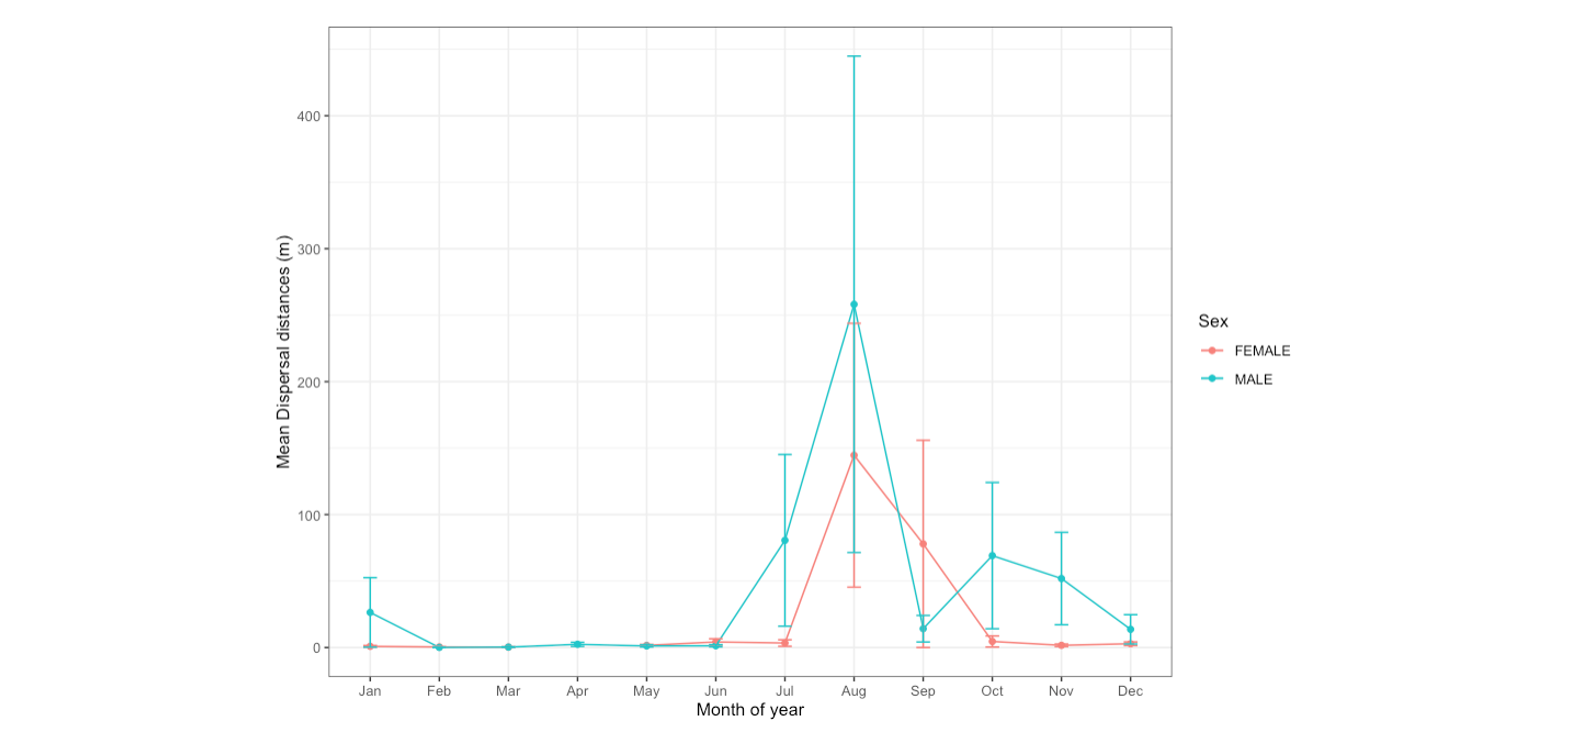 400
300
200
100
0
Mean Dispersal distances (m)
Jan Feb Mar Apr May Jun Jul Aug Sep Oct Nov Dec
Month of year
Sex
FEMALE
MALE